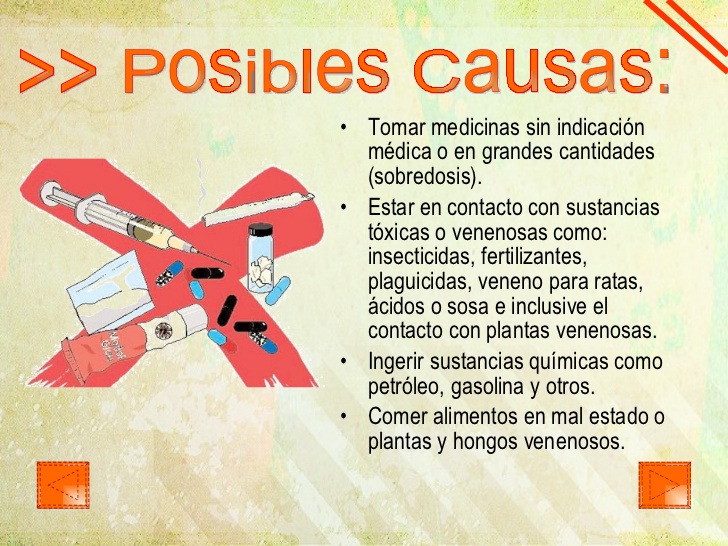 >> Posibles Causas:
• Tomar medicinas sin indicación
médica o en grandes cantidades
(sobredosis).
• Estar en contacto con sustancias
tóxicas o venenosas como:
insecticidas, fertilizantes,
plaguicidas, veneno para ratas,
ácidos o sosa e inclusive el
contacto con plantas venenosas.
• Ingerir sustancias químicas como
petróleo, gasolina y otros.
• Comer alimentos en mal estado o
plantas y hongos venenosos.